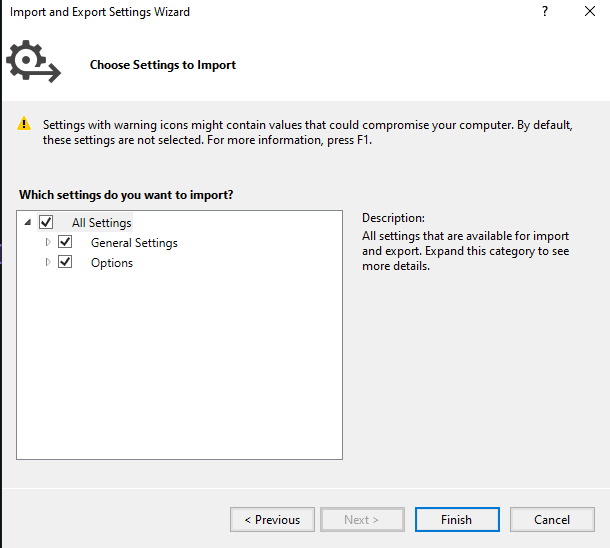 Import and Export Settings Wizard
?
Choose Settings to Import
Settings with warning icons might contain values that could compromise your computer. By default,
these settings are not selected. For more information, press F1.
Which settings do you want to import?
All Settings
General Settings
Options
Description:
All settings that are available for import
and export. Expand this category to see
more details.
< Previous
Next >
Finish
Cancel